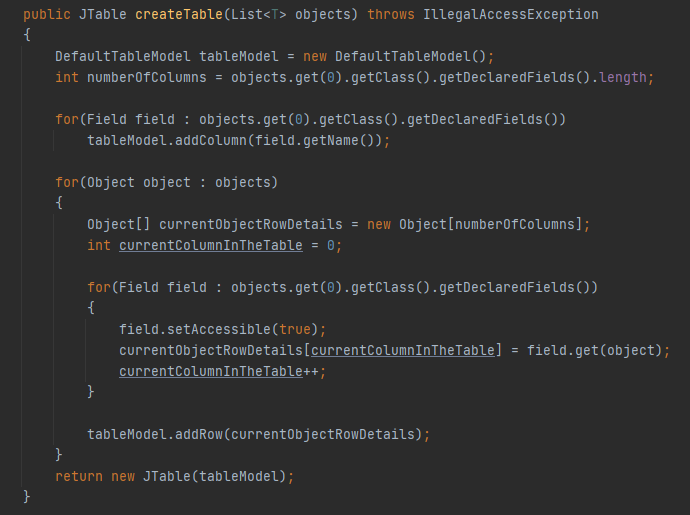 public JTable createTable(List<T> objects) throws IllegalAccessException
{
    DefaultTableModel tableModel = new DefaultTableModel();
    int numberOfColumns = objects.get(0).getClass().getDeclaredFields().length;

    for(Field field : objects.get(0).getClass().getDeclaredFields())
        tableModel.addColumn(field.getName());

    for(Object object : objects)
    {
        Object[] currentObjectRowDetails = new Object[numberOfColumns];
        int currentColumnInTheTable = 0;

        for(Field field : objects.get(0).getClass().getDeclaredFields())
        {
            field.setAccessible(true);
            currentObjectRowDetails[currentColumnInTheTable] = field.get(object);
            currentColumnInTheTable++;
        }

        tableModel.addRow(currentObjectRowDetails);
    }
    return new JTable(tableModel);
}